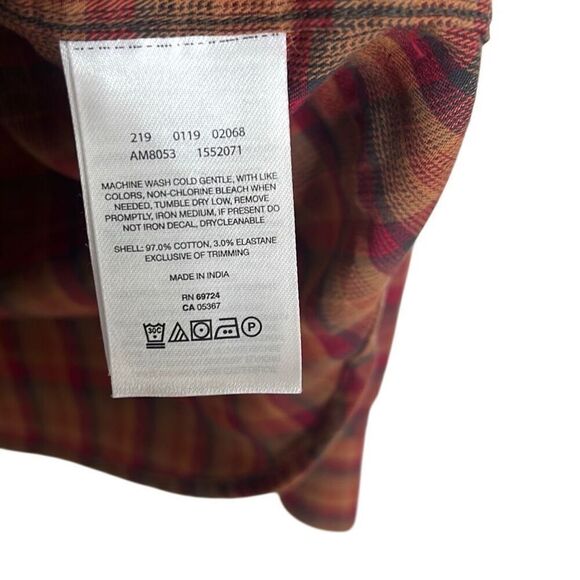 219 0119 02068
AM8053 1552071
MACHINE WASH COLD GENTLE, WITH LIKE
COLORS, NON-CHLORINE BLEACH WHEN
NEEDED, TUMBLE DRY LOW, REMOVE
PROMPTLY, IRON MEDIUM, IF PRESENT DO
NOT IRON DECAL, DRYCLEANABLE
SHELL: 97.0% COTTON, 3.0% ELASTANE
EXCLUSIVE OF TRIMMING
MADE IN INDIA
RN 69724
CA 05367
30C P